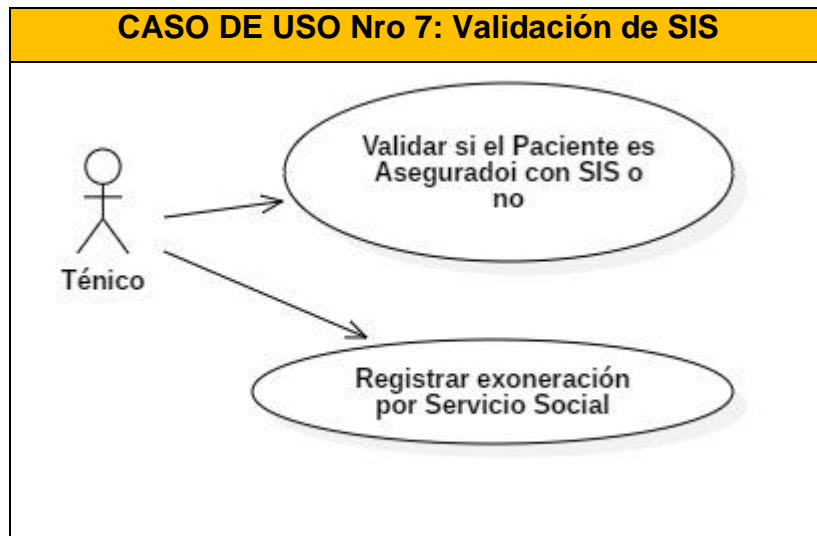 CASO DE USO Nro 7: Validación de SIS
Validar si el Paciente es
Aseguradoi con SIS o
no
Ténico
Registrar exoneración
por Servicio Social